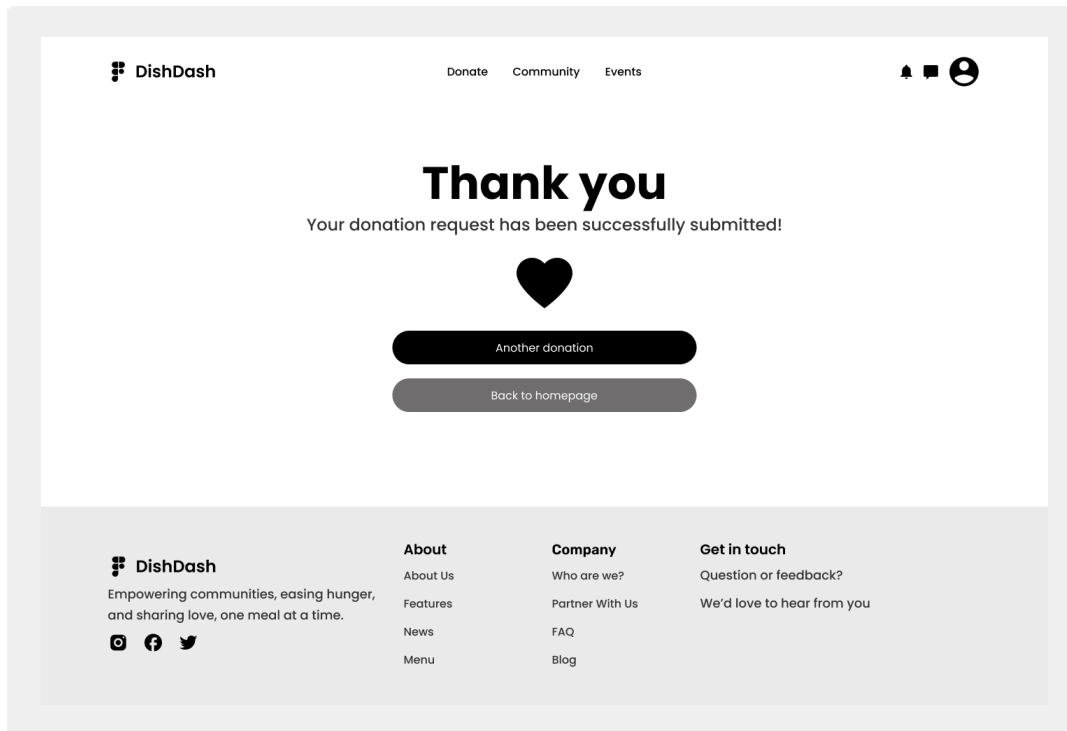 DishDash
Donate Community Events
Thank you
Your donation request has been successfully submitted!
Another donation
Back to homepage
DishDash
Empowering communities, easing hunger,
and sharing love, one meal at a time.
About
About Us
Features
News
Menu
Company
Who are we?
Partner With Us
FAQ
Blog
Get in touch
Question or feedback?
We’d love to hear from you